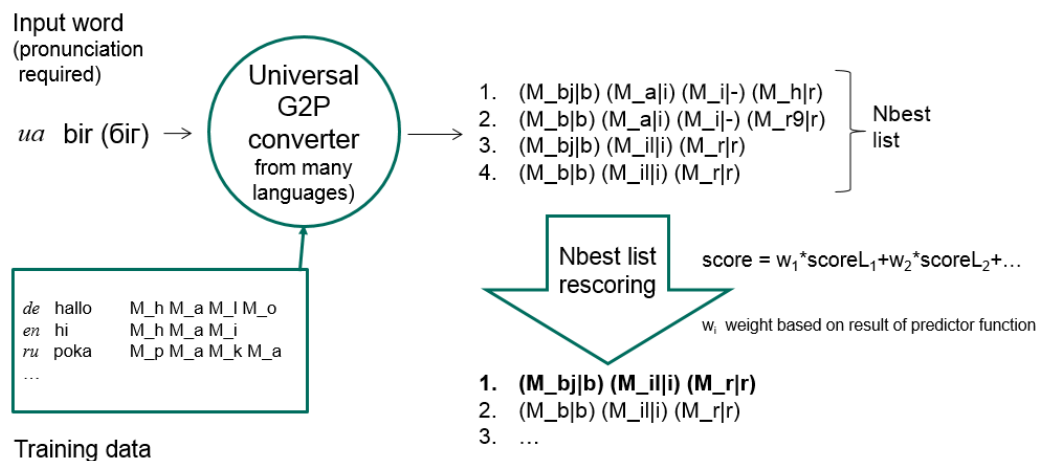 Input word
(pronunciation
required)
ua bir (біг)
Universal
G2P
converter
from many
languages)
1. (M_bj|b) (M_a|i) (M_i|-) (M_h|r)
2. (M_b|b) (M_a|i) (M_i|-) (M_r9|r)
3. (M_bj|b) (M_il|i) (M_r|r)
4. (M_b|b) (M_il|i) (M_r|r)
Nbest
list
Nbest list
rescoring
score = w₁*scoreL₁+w₂*scoreL₂+…
wᵢ weight based on result of predictor function
1. (M_bj|b) (M_il|i) (M_r|r)
2. (M_b|b) (M_il|i) (M_r|r)
3. …
de hallo M_h M_a M_l M_o
en hi M_h M_a M_i
ru poka M_p M_a M_k M_a
…
Training data